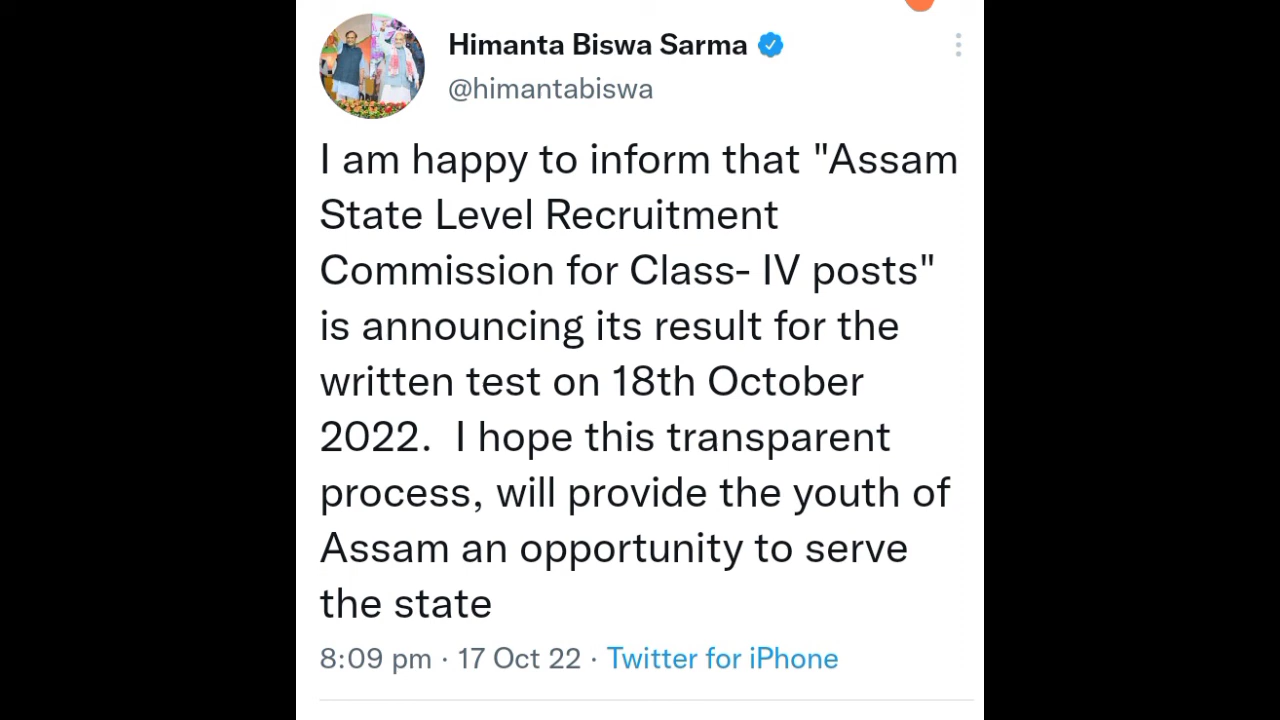 Himanta Biswa Sarma
@himantabiswa
I am happy to inform that "Assam
State Level Recruitment
Commission for Class- IV posts"
is announcing its result for the
written test on 18th October
2022.  I hope this transparent
process, will provide the youth of
Assam an opportunity to serve
the state
8:09 pm · 17 Oct 22 · Twitter for iPhone